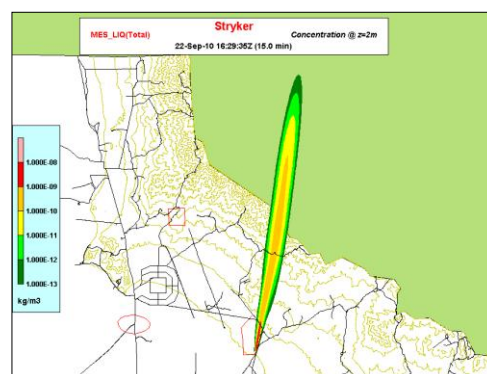 Stryker
MES_LIQ(Total)
Concentration @ z=2m
22-Sep-10 16:29:35Z (15.0 min)
1.000E-08
1.000E-09
1.000E-10
1.000E-11
1.000E-12
1.000E-13
kg/m3